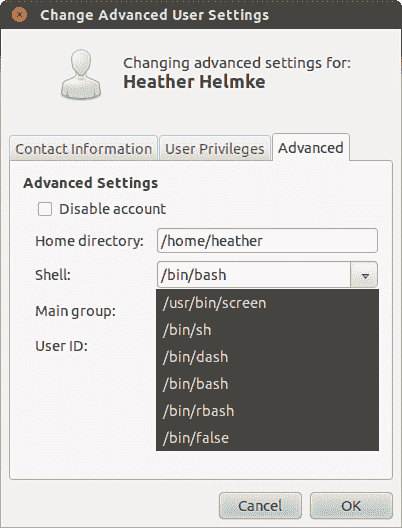 Change Advanced User Settings
Changing advanced settings for:
Heather Helmke
Contact Information User Privileges Advanced
Advanced Settings
Disable account
Home directory: /home/heather
Shell: /bin/bash
/usr/bin/screen
Main group:
/bin/sh
User ID:
/bin/dash
/bin/bash
/bin/rbash
/bin/false
Cancel OK